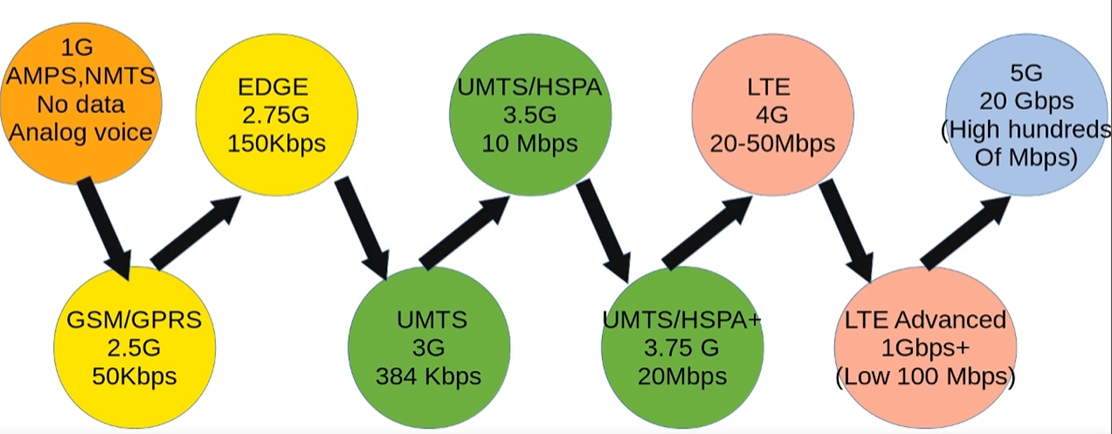 1G
AMPS,NMTS
No data
Analog voice
GSM/GPRS
2.5G
50Kbps
EDGE
2.75G
150Kbps
UMTS
3G
384 Kbps
UMTS/HSPA
3.5G
10 Mbps
UMTS/HSPA+
3.75 G
20Mbps
LTE
4G
20-50Mbps
LTE Advanced
1Gbps+
(Low 100 Mbps)
5G
20 Gbps
(High hundreds
Of Mbps)